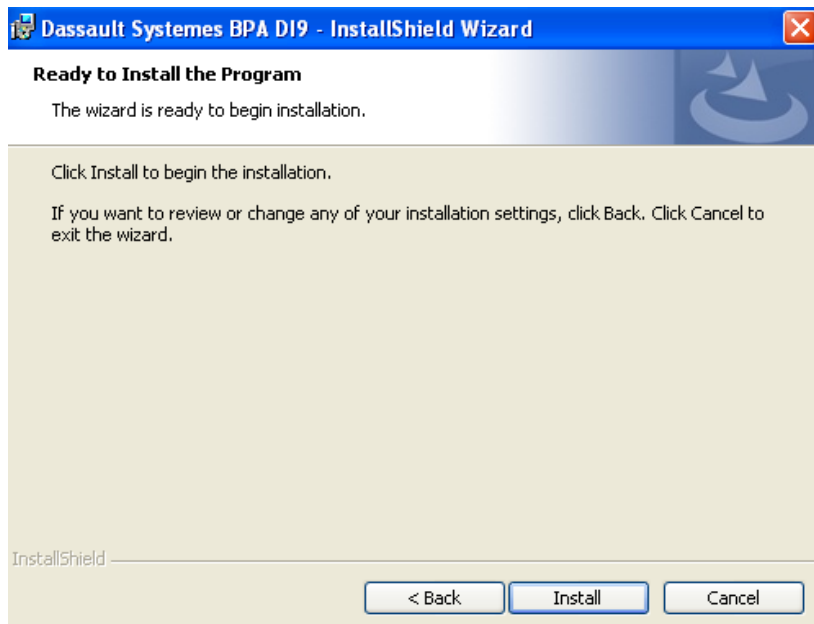 Dassault Systemes BPA DI9 - InstallShield Wizard
Ready to Install the Program
The wizard is ready to begin installation.
Click Install to begin the installation.
If you want to review or change any of your installation settings, click Back. Click Cancel to
exit the wizard.
InstallShield
< Back Install Cancel